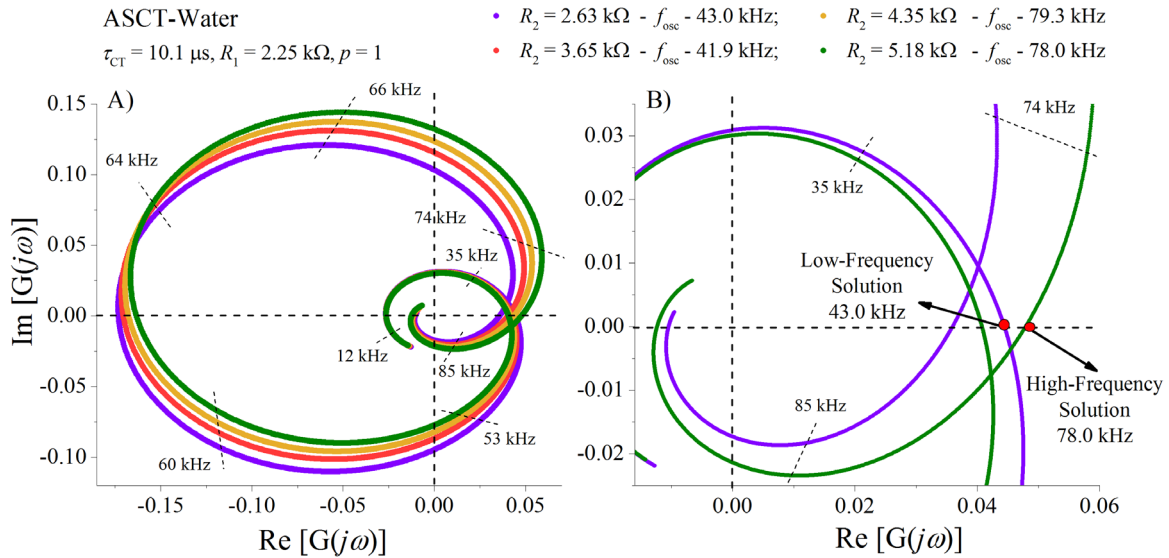 ASCT-Water
τCT = 10.1 μs, R1 = 2.25 kΩ, p = 1
R2 = 2.63 kΩ - fosc - 43.0 kHz;
R2 = 4.35 kΩ - fosc - 79.3 kHz
R2 = 3.65 kΩ - fosc - 41.9 kHz;
R2 = 5.18 kΩ - fosc - 78.0 kHz
A)
66 kHz
64 kHz
74 kHz
35 kHz
12 kHz
85 kHz
53 kHz
60 kHz
0.15
0.10
0.05
0.00
-0.05
-0.10
Im [G(jω)]
-0.15
-0.10
-0.05
0.00
0.05
Re [G(jω)]
B)
74 kHz
35 kHz
Low-Frequency
Solution
43.0 kHz
High-Frequency
Solution
78.0 kHz
85 kHz
0.03
0.02
0.01
0.00
-0.01
-0.02
0.00
0.02
0.04
0.06
Re [G(jω)]